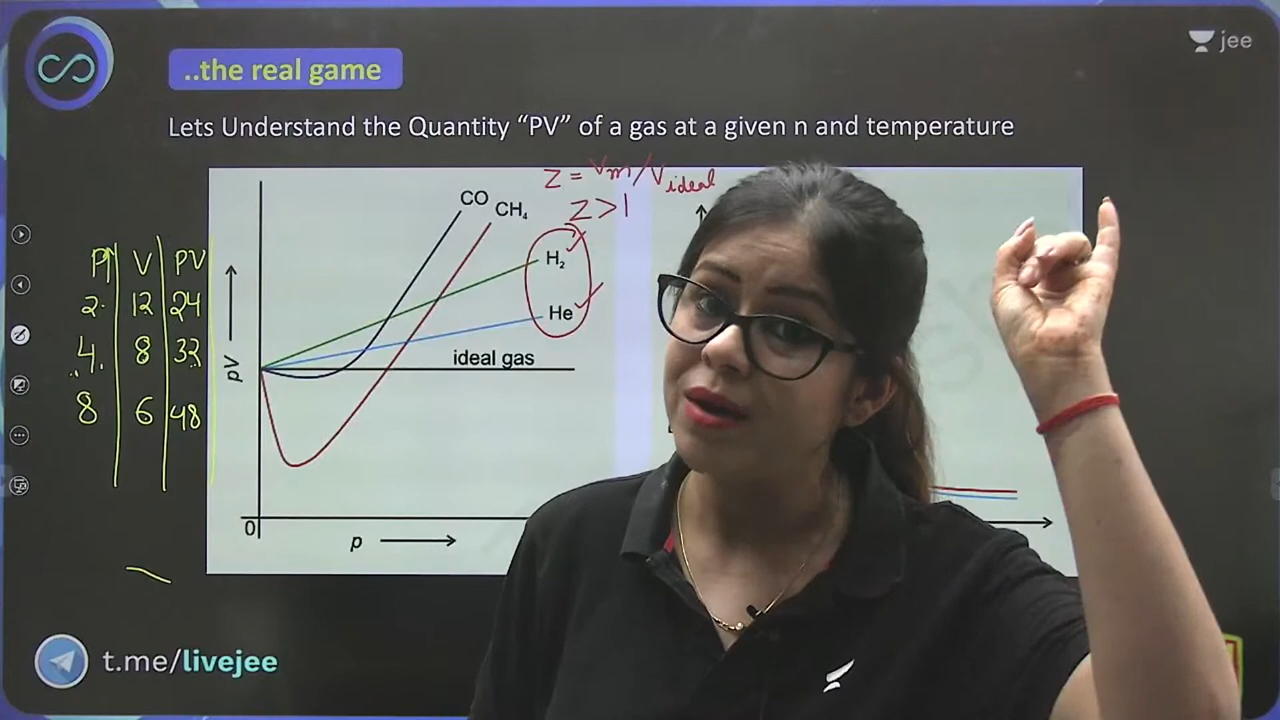 jee
..the real game
Lets Understand the Quantity “PV” of a gas at a given n and temperature
Z = Vm/Videal
Z > 1
CO
CH₄
H₂
He
ideal gas
pV
0
p
P↑ V PV
2 12 24
4 8 32
8 6 48
t.me/livejee